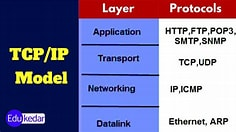 Layer Protocols
TCP/IP
Model
Application HTTP,FTP,POP3,
SMTP,SNMP
Transport TCP,UDP
Networking IP,ICMP
Datalink Ethernet, ARP
Edukedar